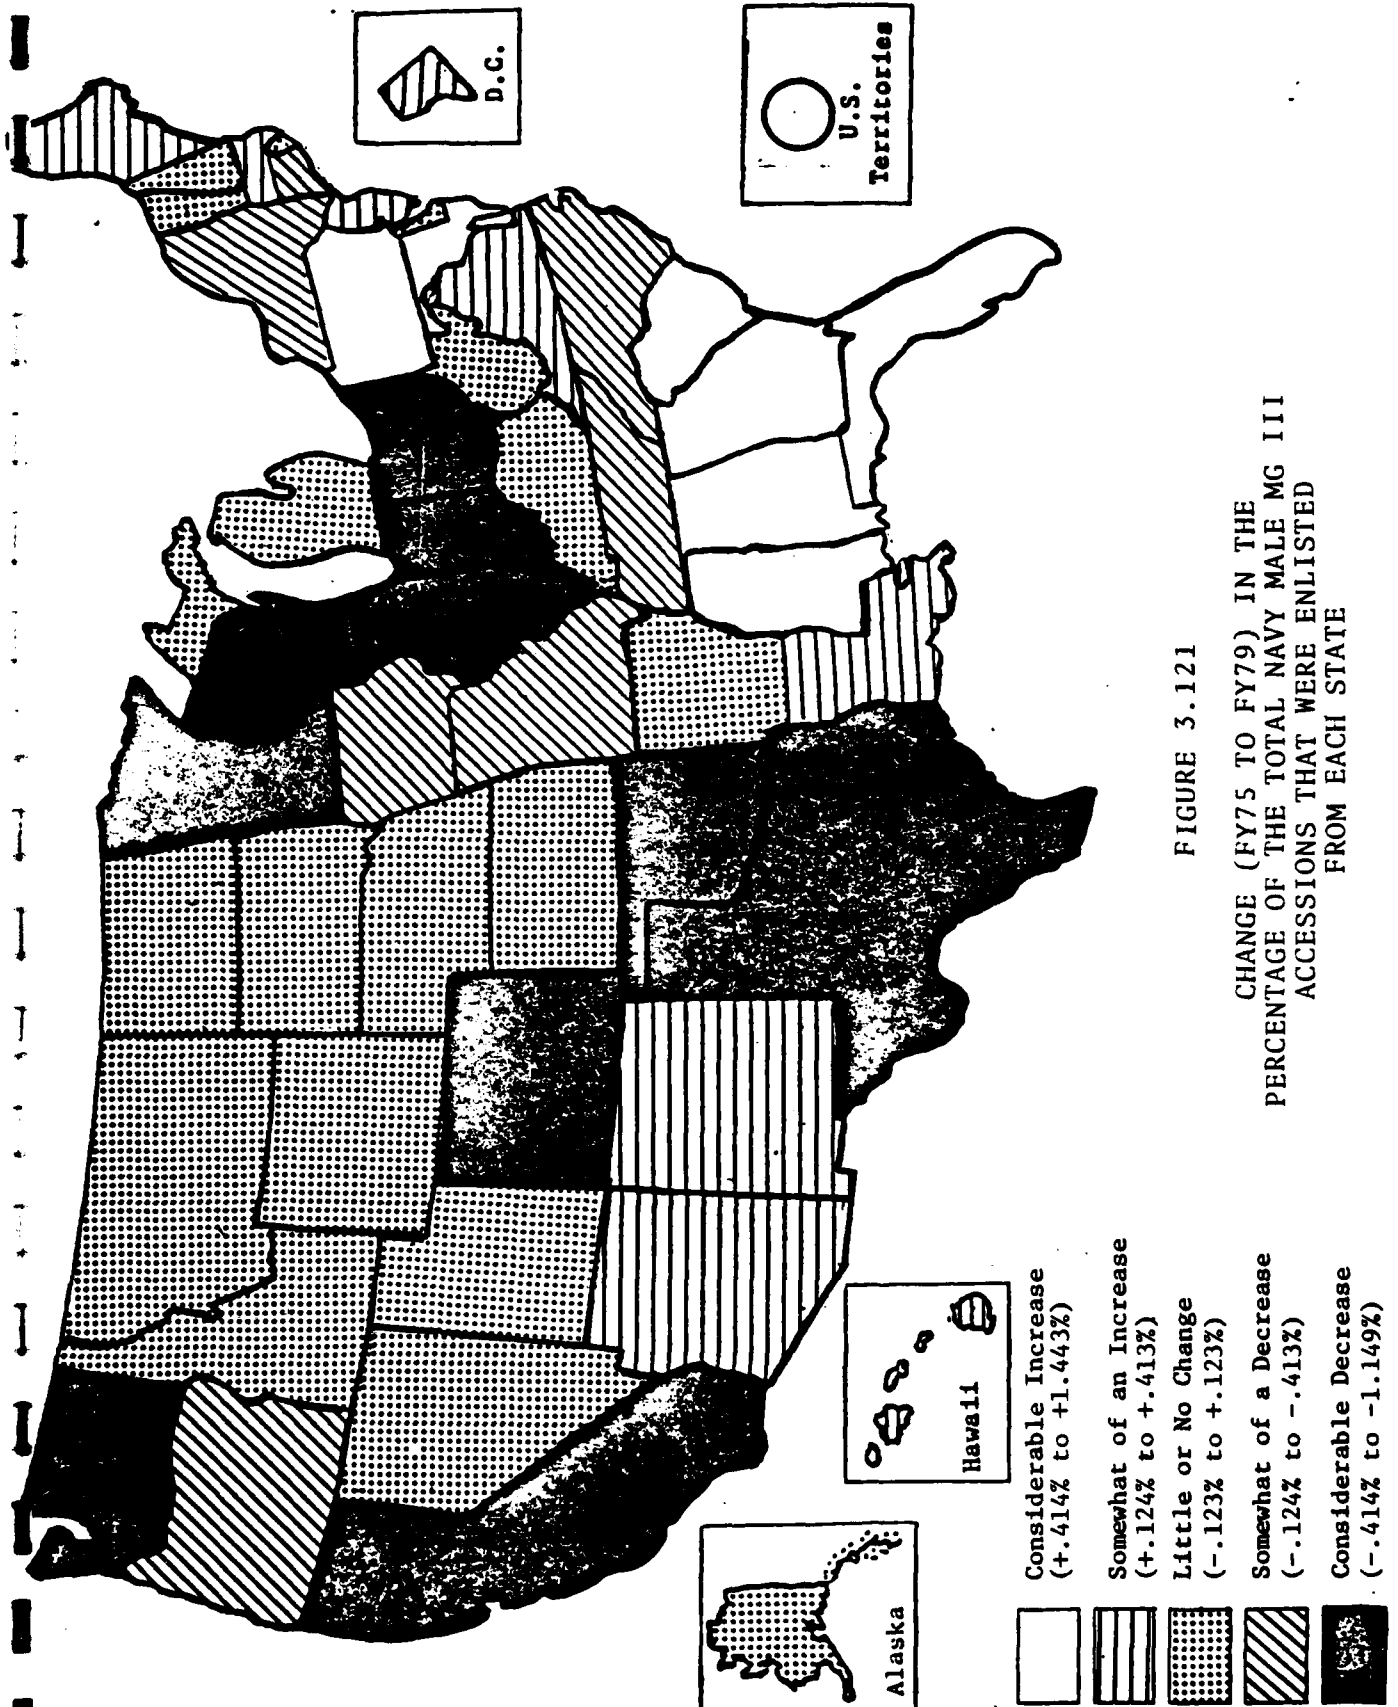 D.C.
U.S.
Territories
Alaska
Hawaii
Considerable Increase
(+.414% to +1.443%)
Somewhat of an Increase
(+.124% to +.413%)
Little or No Change
(-.123% to +.123%)
Somewhat of a Decrease
(-.124% to -.413%)
Considerable Decrease
(-.414% to -1.149%)
FIGURE 3.121
CHANGE (FY75 TO FY79) IN THE
PERCENTAGE OF THE TOTAL NAVY MALE MG III
ACCESSIONS THAT WERE ENLISTED
FROM EACH STATE